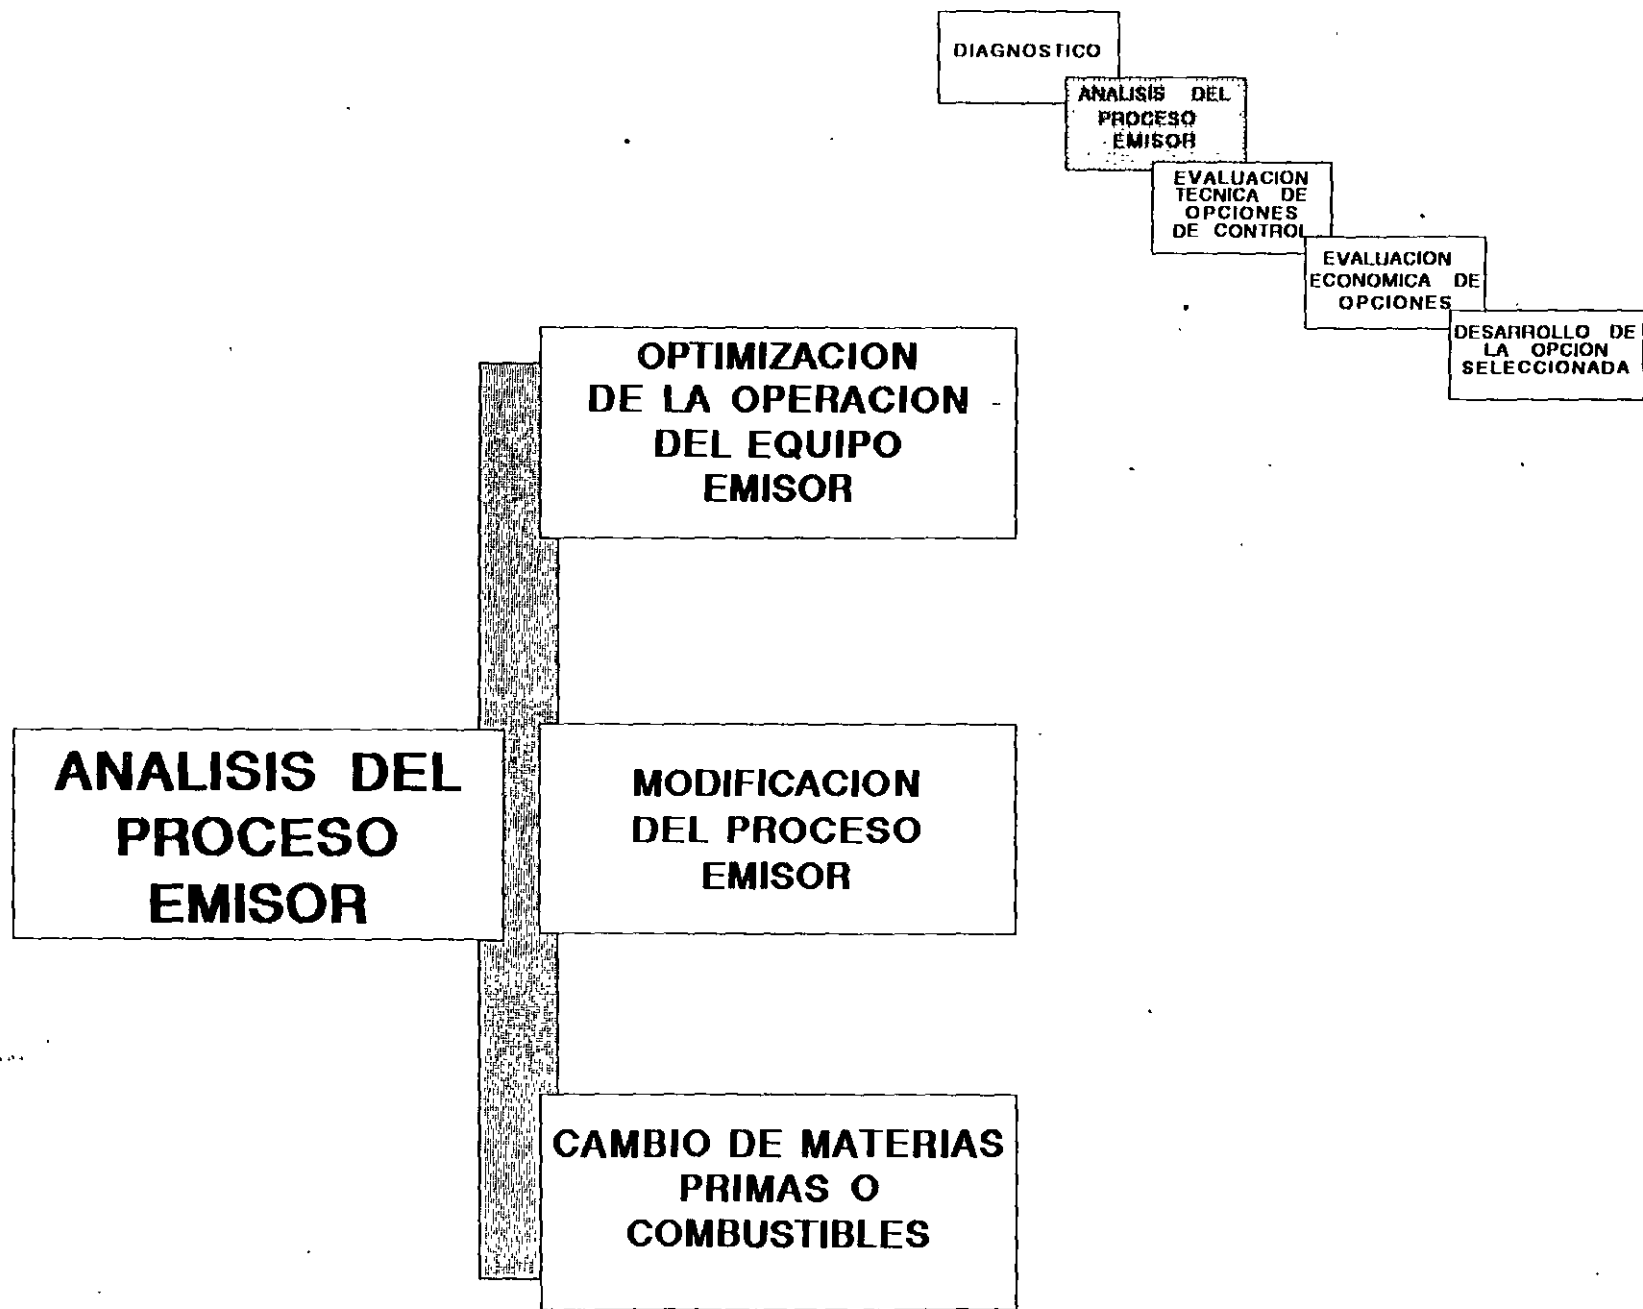 DIAGNOSTICO
ANALISIS DEL
PROCESO
EMISOR
EVALUACION
TECNICA DE
OPCIONES
DE CONTROL
EVALUACION
ECONOMICA DE
OPCIONES
DESARROLLO DE
LA OPCION
SELECCIONADA
OPTIMIZACION
DE LA OPERACION
DEL EQUIPO
EMISOR
ANALISIS DEL
PROCESO
EMISOR
MODIFICACION
DEL PROCESO
EMISOR
CAMBIO DE MATERIAS
PRIMAS O
COMBUSTIBLES